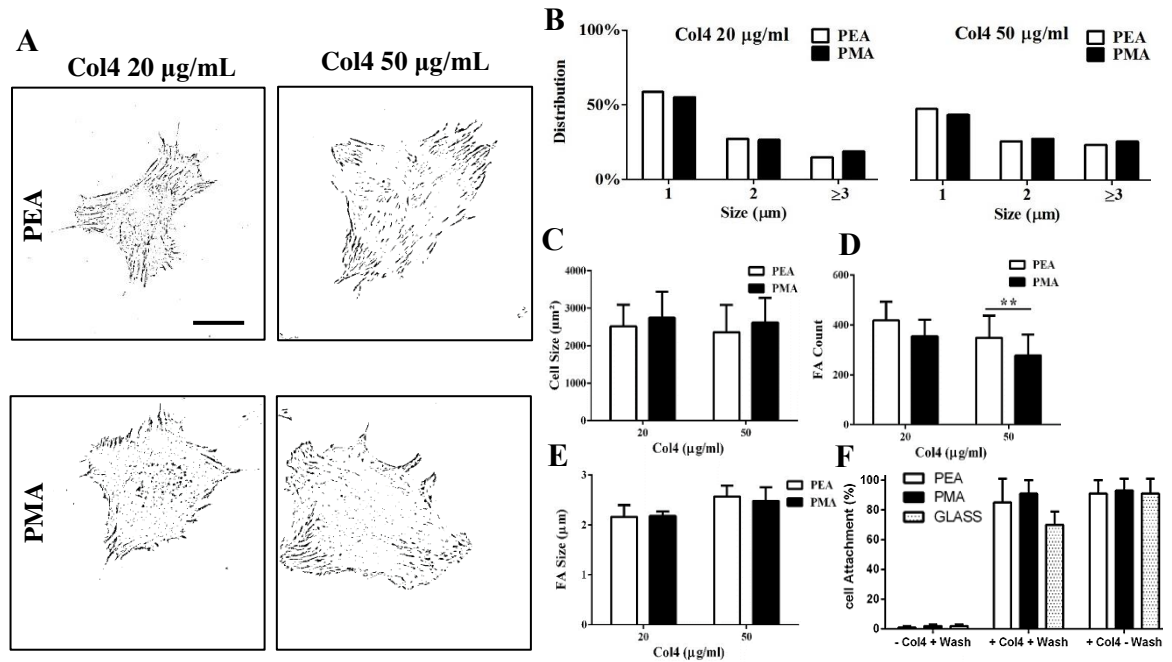 A
Col4 20 μg/mL Col4 50 μg/mL
PEA
PMA
B
Col4 20 μg/ml
PEA
PMA
Col4 50 μg/ml
PEA
PMA
Distribution
100%
50%
0%
1 2 ≥3
Size (μm)
1 2 ≥3
Size (μm)
C
PEA
PMA
Cell Size (μm²)
4000
3000
2000
1000
0
20 50
Col4 (μg/ml)
D
PEA
PMA
**
FA Count
600
400
200
0
20 50
Col4 (μg/ml)
E
PEA
PMA
FA Size (μm)
3
2
1
0
20 50
Col4 (μg/ml)
F
PEA
PMA
GLASS
cell Attachment (%)
100
80
60
40
20
0
- Col4 + Wash + Col4 + Wash + Col4 - Wash